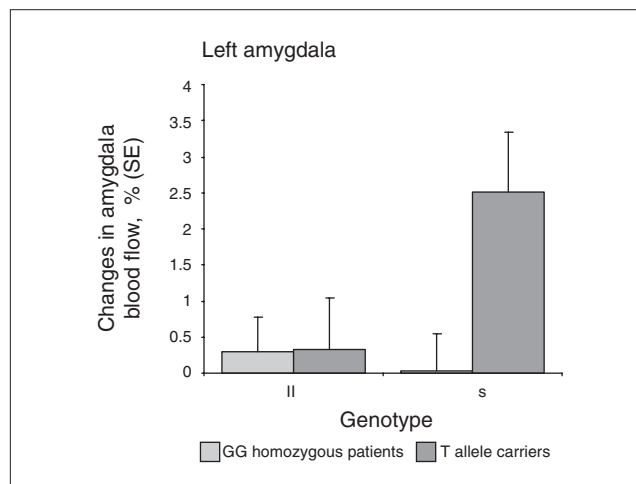 Left amygdala
Changes in amygdala
blood flow, % (SE)
4
3.5
3
2.5
2
1.5
1
0.5
0
ll
s
Genotype
GG homozygous patients
T allele carriers